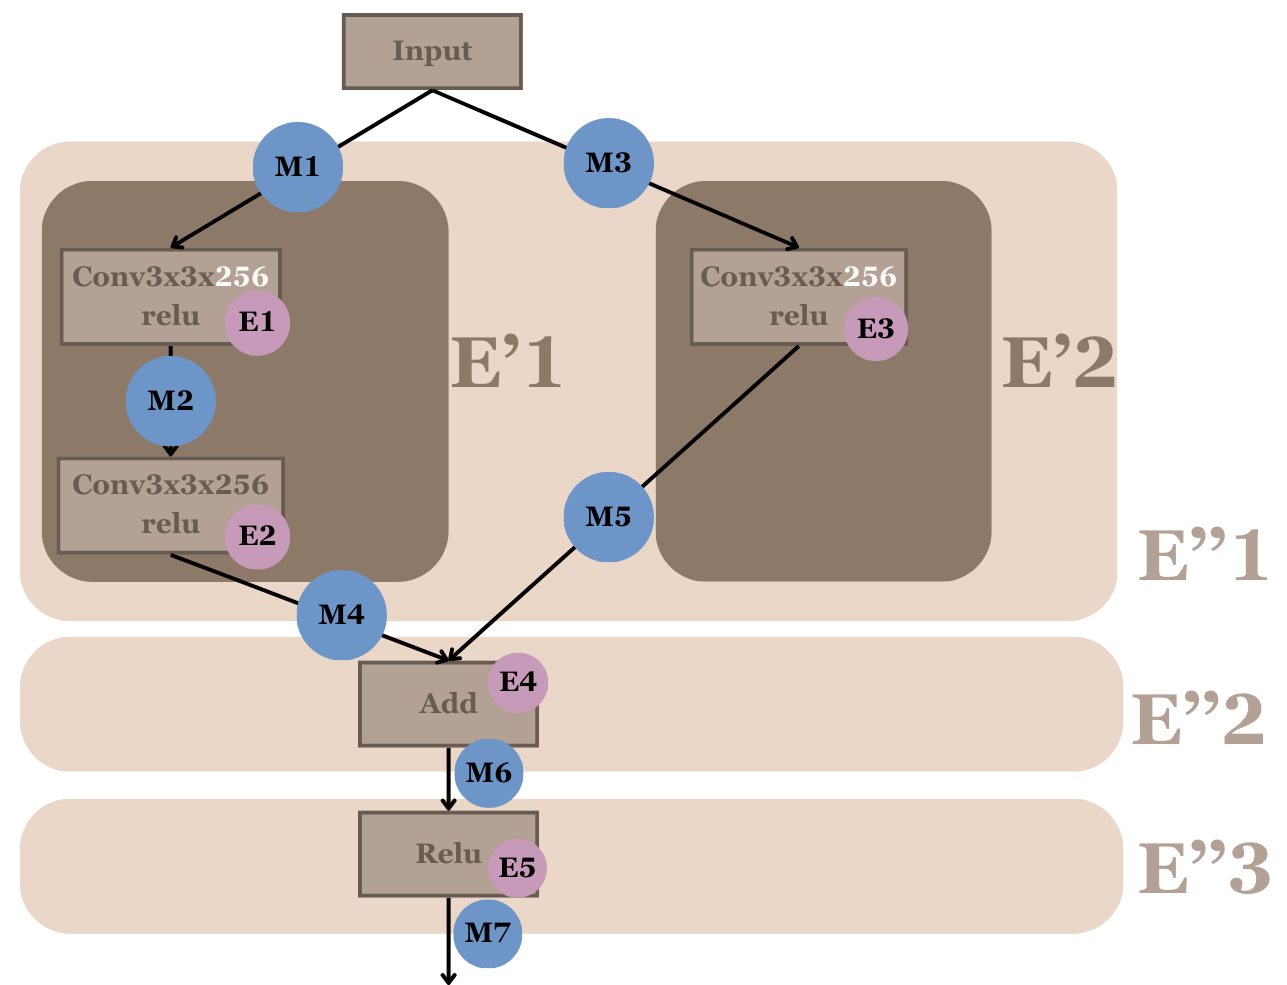 Input
M1
M3
Conv3x3x256
relu
E1
Conv3x3x256
relu
E3
E’1
E’2
M2
Conv3x3x256
relu
E2
M5
E’’1
M4
Add
E4
E’’2
M6
Relu
E5
E’’3
M7